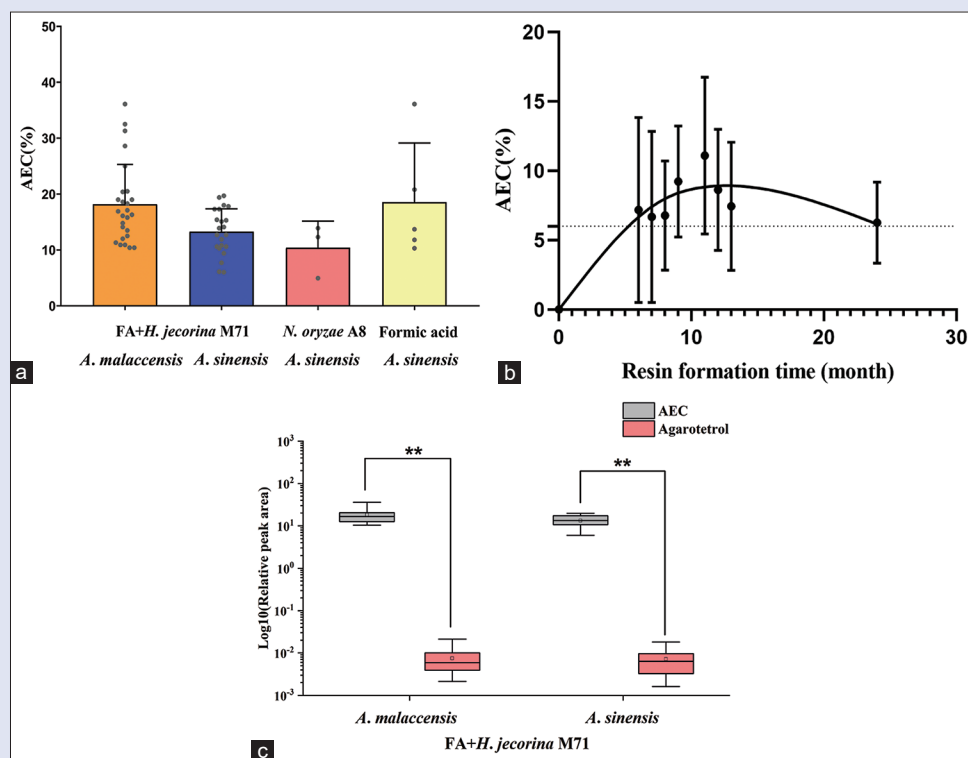 50
40
30
20
10
0
AEC(%)
FA+H. jecorina M71 N. oryzae A8 Formic acid
A. malaccensis A. sinensis A. sinensis A. sinensis
a
20
15
10
5
0
AEC(%)
0 10 20 30
Resin formation time (month)
b
AEC
Agarotetrol
10³
10²
10¹
10⁰
10⁻¹
10⁻²
10⁻³
Log10(Relative peak area)
** **
A. malaccensis A. sinensis
FA+H. jecorina M71
c